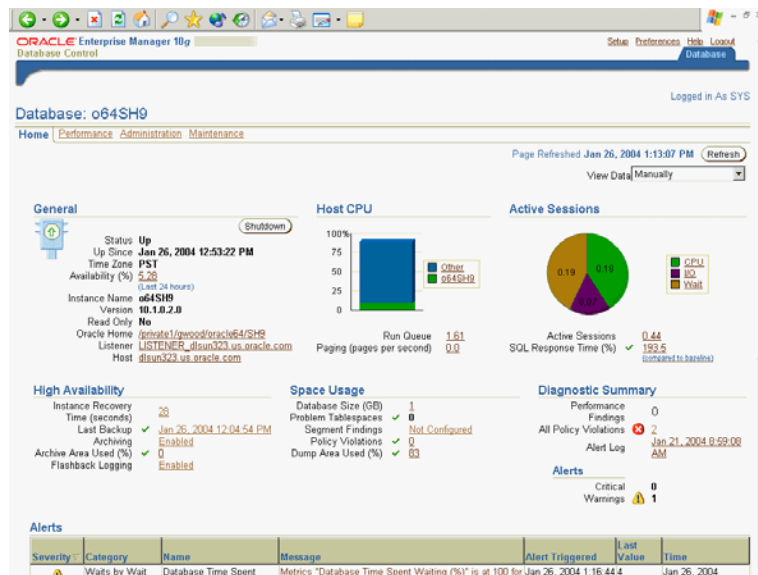 ORACLE Enterprise Manager 10g
Database Control
Setup Preferences Help Logout
Database
Logged in As SYS
Database: o64SH9
Home Performance Administration Maintenance
Page Refreshed Jan 26, 2004 1:13:07 PM Refresh
View Data Manually
General
Shutdown
Status Up
Up Since Jan 26, 2004 12:53:22 PM
Time Zone PST
Availability (%) 5.28
(Last 24 hours)
Instance Name o64SH9
Version 10.1.0.2.0
Read Only No
Oracle Home /private1/gwood/oracle64/SH9
Listener LISTENER_dlsun323.us.oracle.com
Host dlsun323.us.oracle.com
Host CPU
100%
75
50
25
0
Other
o64SH9
Run Queue 1.61
Paging (pages per second) 0.0
Active Sessions
0.19 0.19
0.07
CPU
I/O
Wait
Active Sessions 0.44
SQL Response Time (%) 193.5
(compared to baseline)
High Availability
Instance Recovery Time (seconds) 28
Last Backup Jan 26, 2004 12:04:54 PM
Archiving Enabled
Archive Area Used (%) 0
Flashback Logging Enabled
Space Usage
Database Size (GB) 1
Problem Tablespaces 0
Segment Findings Not Configured
Policy Violations 0
Dump Area Used (%) 83
Diagnostic Summary
Performance Findings 0
All Policy Violations 2
Alert Log Jan 21, 2004 8:59:08 AM
Alerts
Critical 0
Warnings 1
Alerts
Severity Category Name Message Alert Triggered Last Value Time
Waits by Wait Database Time Spent Metrics "Database Time Spent Waiting (%)" is at 100 for Jan 26, 2004 1:16:44 4 Jan 26, 2004